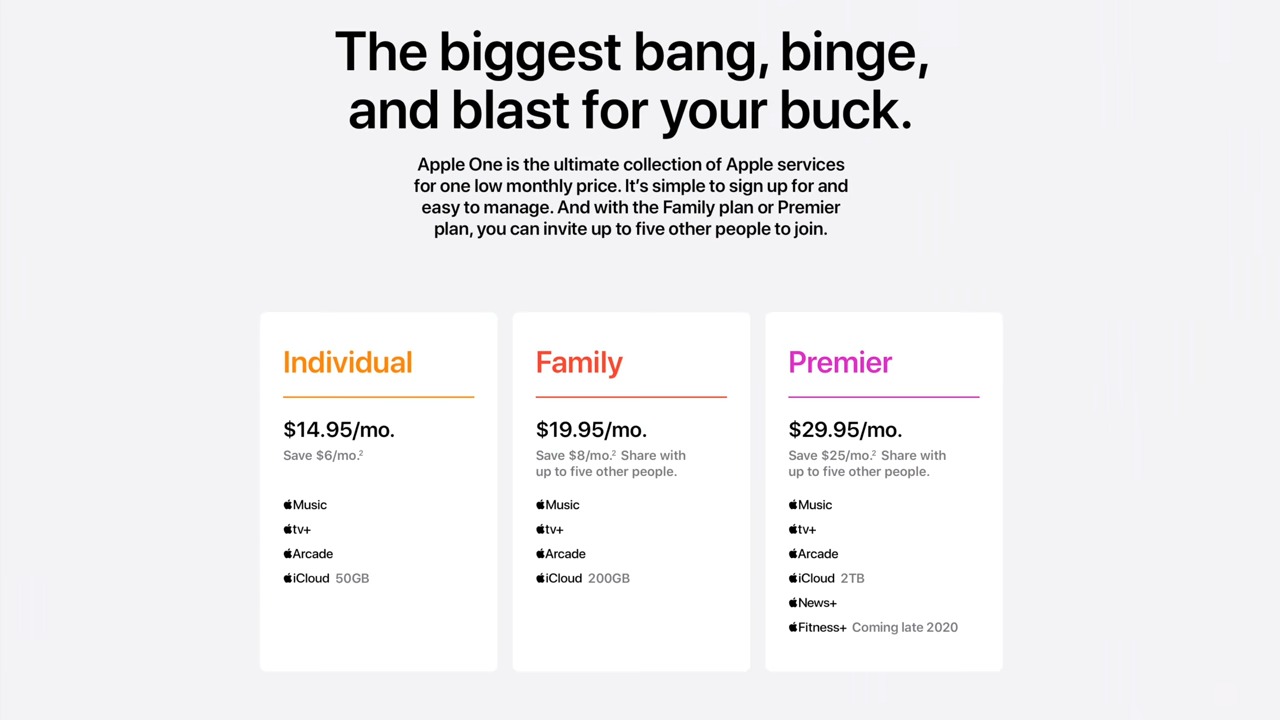 The biggest bang, binge,
and blast for your buck.
Apple One is the ultimate collection of Apple services
for one low monthly price. It’s simple to sign up for and
easy to manage. And with the Family plan or Premier
plan, you can invite up to five other people to join.
Individual
$14.95/mo.
Save $6/mo.²
Music
tv+
Arcade
iCloud 50GB
Family
$19.95/mo.
Save $8/mo.² Share with
up to five other people.
Music
tv+
Arcade
iCloud 200GB
Premier
$29.95/mo.
Save $25/mo.² Share with
up to five other people.
Music
tv+
Arcade
iCloud 2TB
News+
Fitness+ Coming late 2020